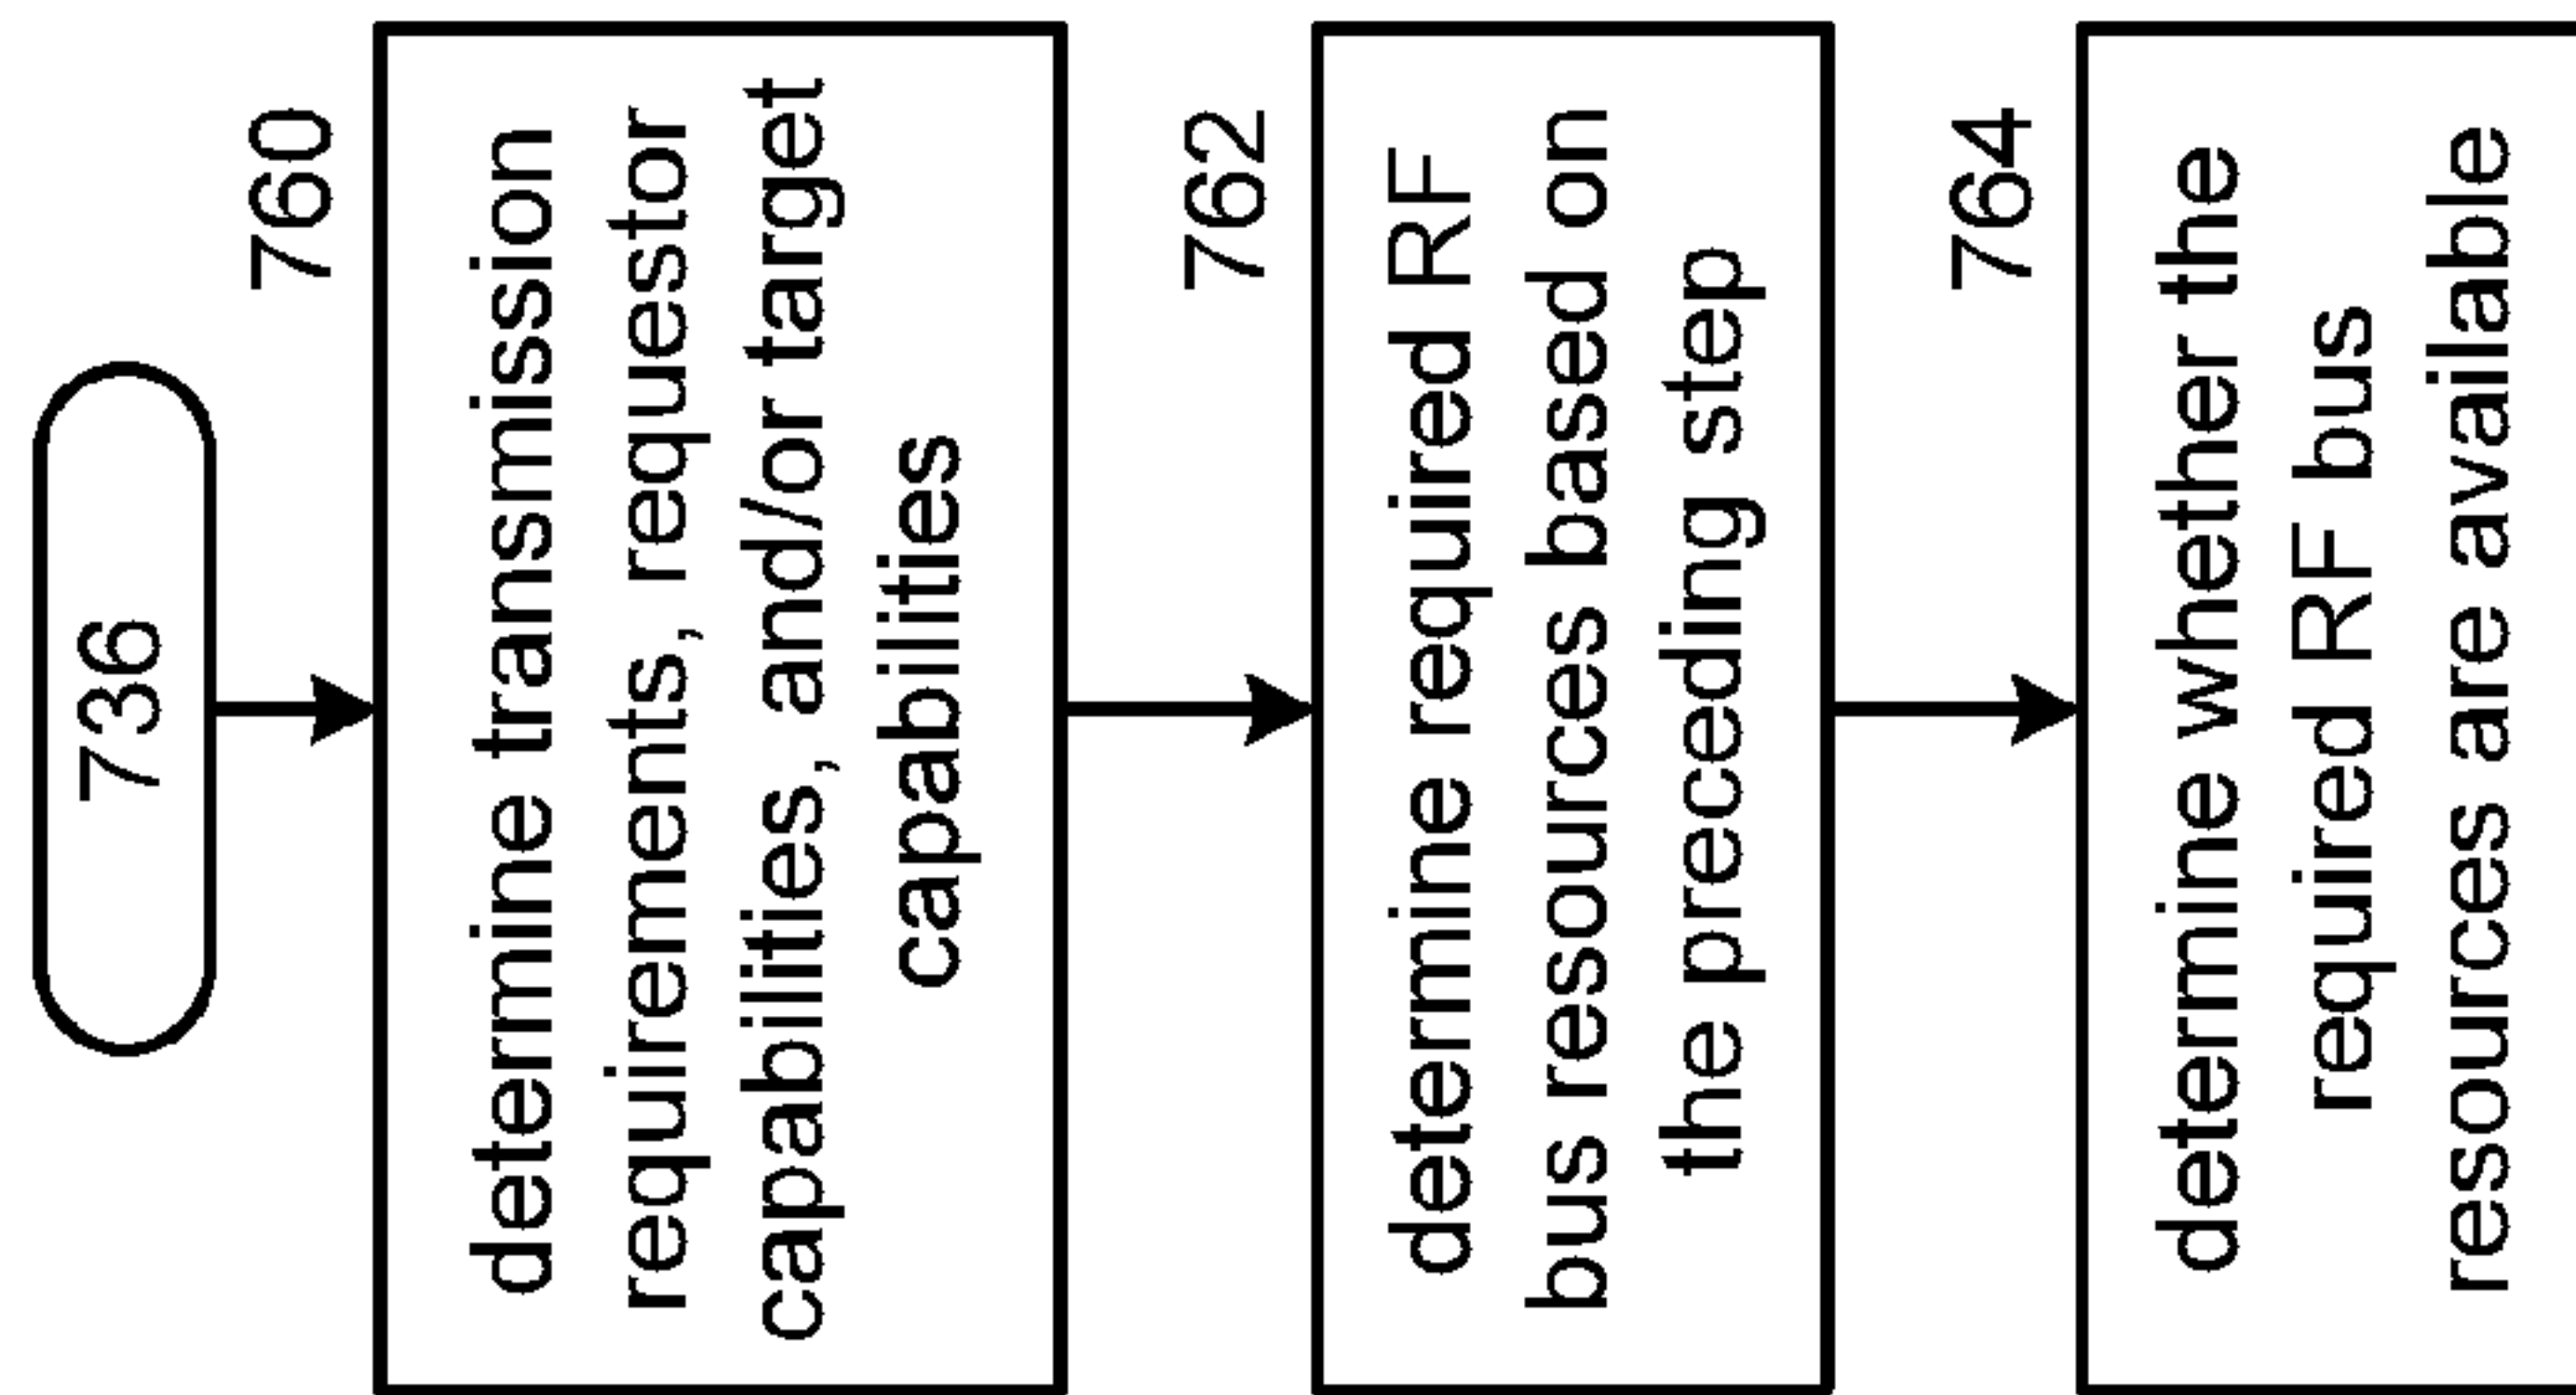 736
760
determine transmission
requirements, requestor
capabilities, and/or target
capabilities
762
determine required RF
bus resources based on
the preceding step
764
determine whether the
required RF bus
resources are available